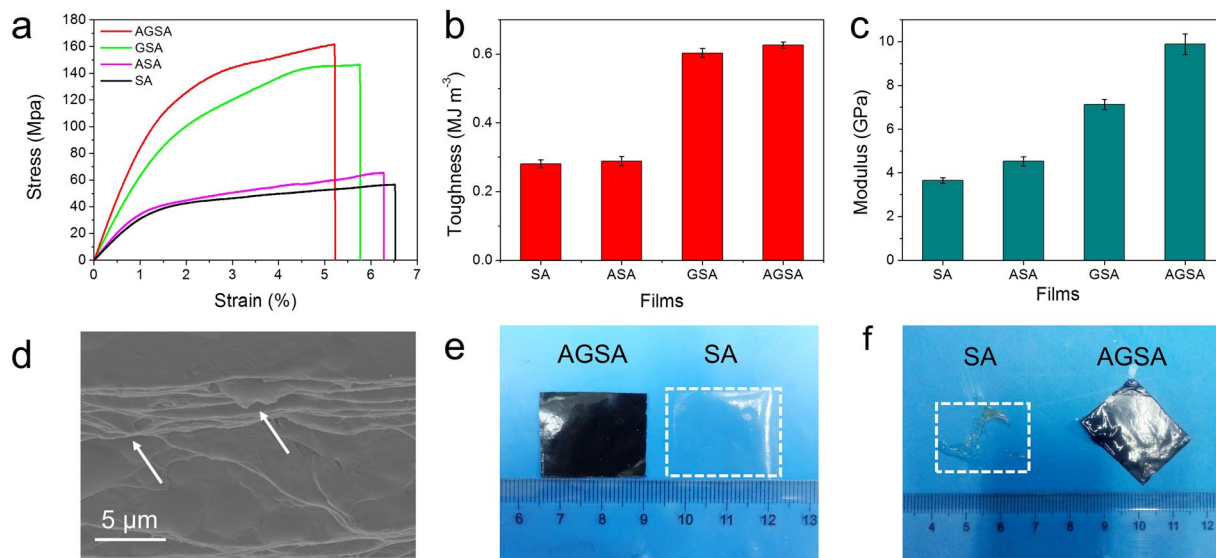 a
180
160
140
120
100
80
60
40
20
0
Stress (Mpa)
AGSA
GSA
ASA
SA
0 1 2 3 4 5 6 7
Strain (%)
b
0.6
0.4
0.2
0.0
Toughness (MJ m-3)
SA ASA GSA AGSA
Films
c
10
8
6
4
2
0
Modulus (GPa)
SA ASA GSA AGSA
Films
d
5 µm
e
AGSA SA
6 7 8 9 10 11 12 13
f
SA AGSA
4 5 6 7 8 9 10 11 12